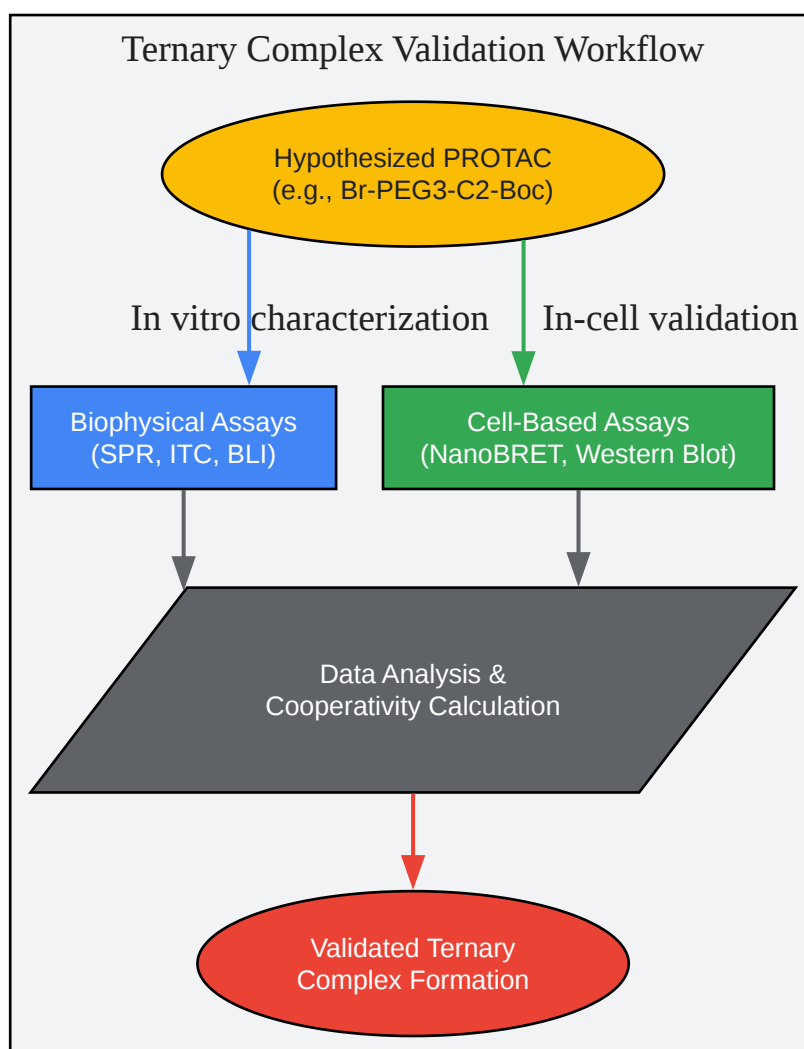 Ternary Complex Validation Workflow
Hypothesized PROTAC
(e.g., Br-PEG3-C2-Boc)
In vitro characterization
In-cell validation
Biophysical Assays
(SPR, ITC, BLI)
Cell-Based Assays
(NanoBRET, Western Blot)
Data Analysis &
Cooperativity Calculation
Validated Ternary
Complex Formation